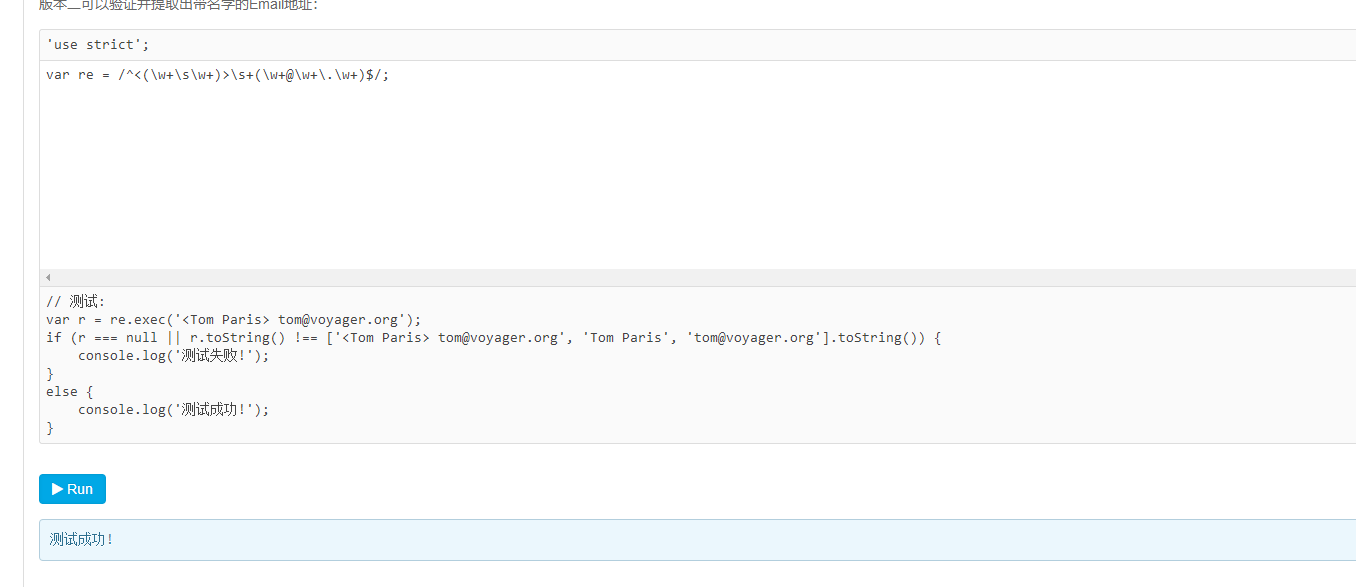 版本二可以验证并提取出带名字的Email地址：
'use strict';
var re = /^<(\w+\s\w+)>\s+(\w+@\w+\.\w+)$/;
// 测试:
var r = re.exec('<Tom Paris> tom@voyager.org');
if (r === null || r.toString() !== ['<Tom Paris> tom@voyager.org', 'Tom Paris', 'tom@voyager.org'].toString()) {
    console.log('测试失败!');
}
else {
    console.log('测试成功!');
}
Run
测试成功!